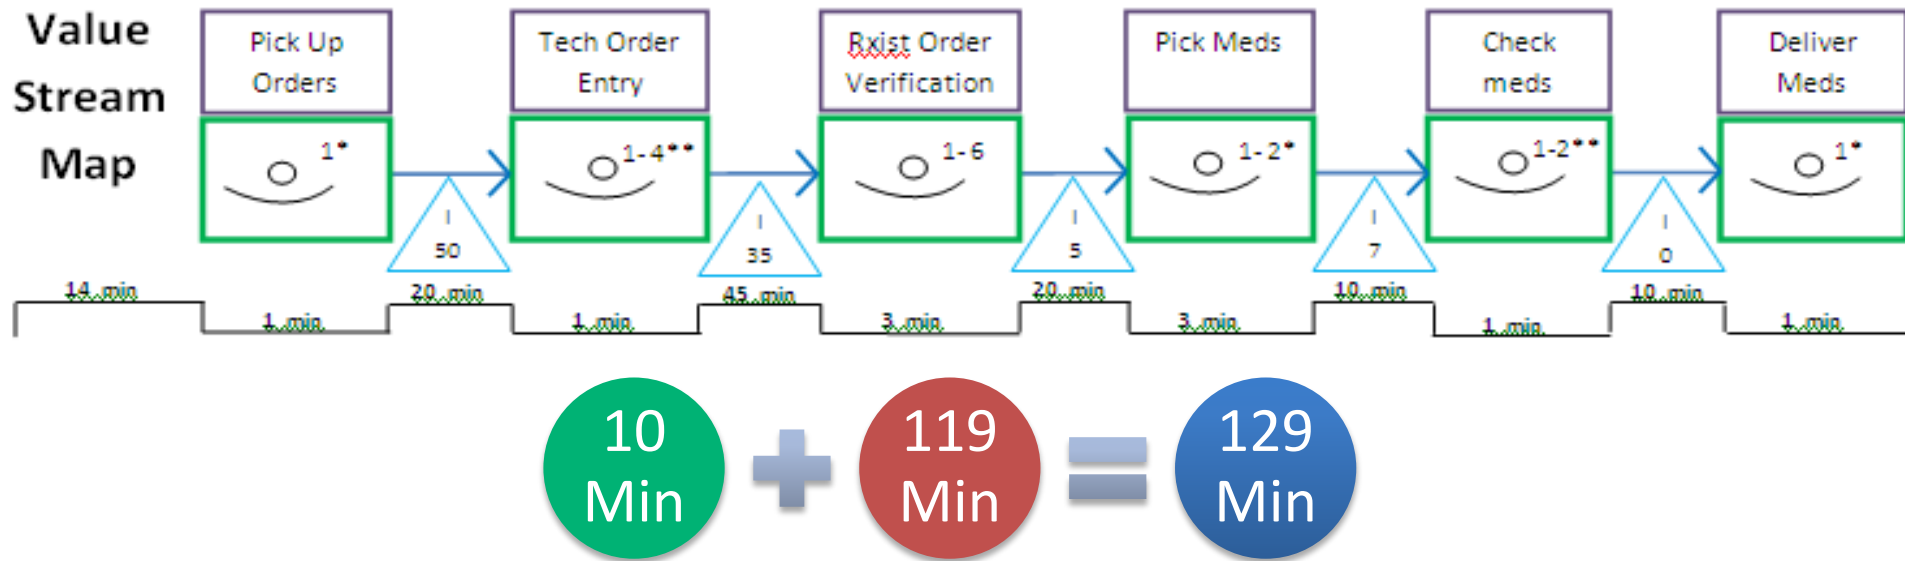 Value
Stream
Map
Pick Up
Orders
Tech Order
Entry
Rxist Order
Verification
Pick Meds
Check
meds
Deliver
Meds
1*
1-4**
1-6
1-2*
1-2**
1*
I
50
I
35
I
5
I
7
I
0
14 min
1 min
20 min
1 min
45 min
3 min
20 min
3 min
10 min
1 min
10 min
1 min
10
Min
+
119
Min
=
129
Min